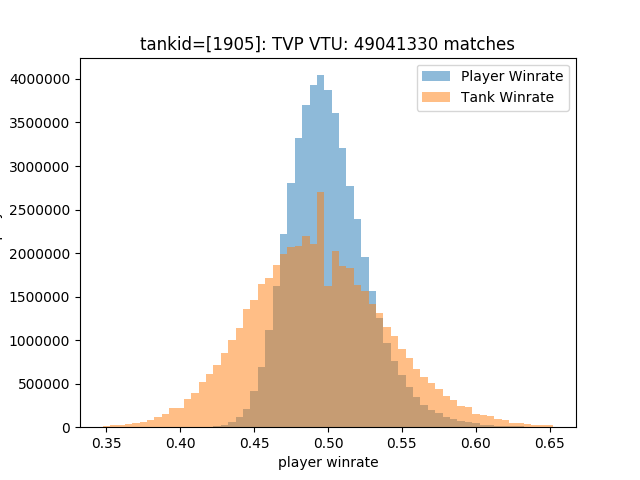 tankid=[1905]: TVP VTU: 49041330 matches
Player Winrate
Tank Winrate
4000000
3500000
3000000
2500000
2000000
1500000
1000000
500000
0
0.35 0.40 0.45 0.50 0.55 0.60 0.65
player winrate